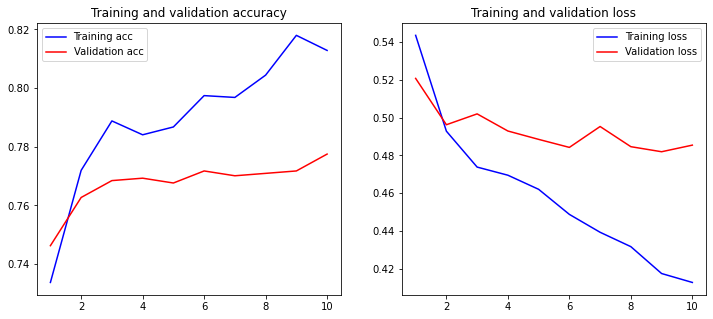 Training and validation accuracy
Training acc
Validation acc
0.82
0.80
0.78
0.76
0.74
2 4 6 8 10
Training and validation loss
Training loss
Validation loss
0.54
0.52
0.50
0.48
0.46
0.44
0.42
2 4 6 8 10